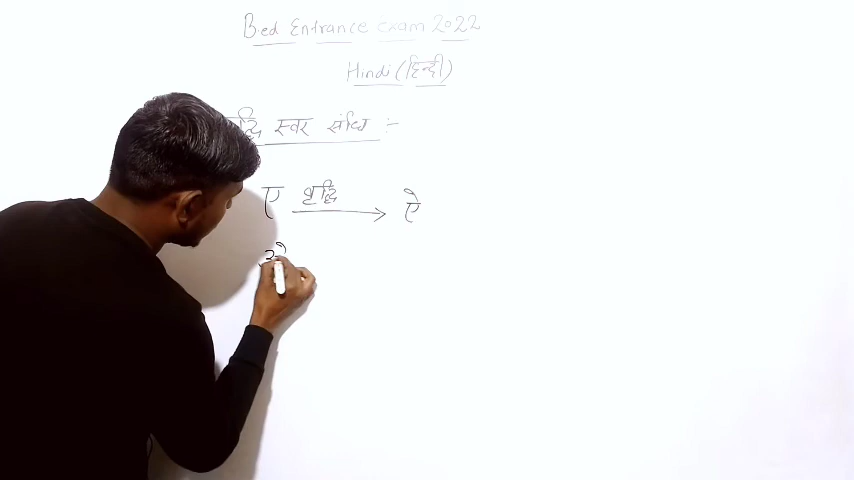 Bed Entrance exam 2022
Hindi (हिन्दी)
स्वर संधि :-
ए वृद्धि → ऐ